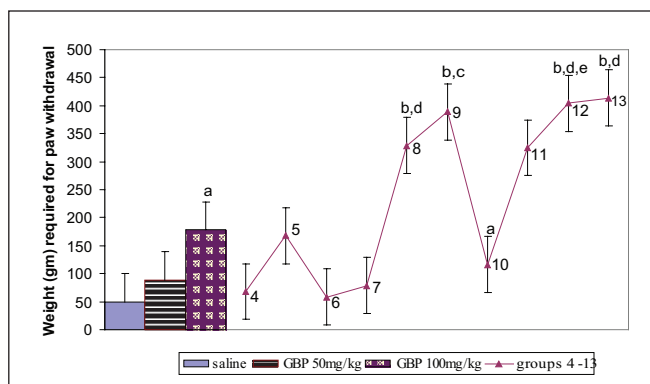 Weight (gm) required for paw withdrawal
500
450
400
350
300
250
200
150
100
50
0
a
4
5
6
7
b,d
8
b,c
9
a
10
11
b,d,e
12
b,d
13
saline GBP 50mg/kg GBP 100mg/kg groups 4 -13